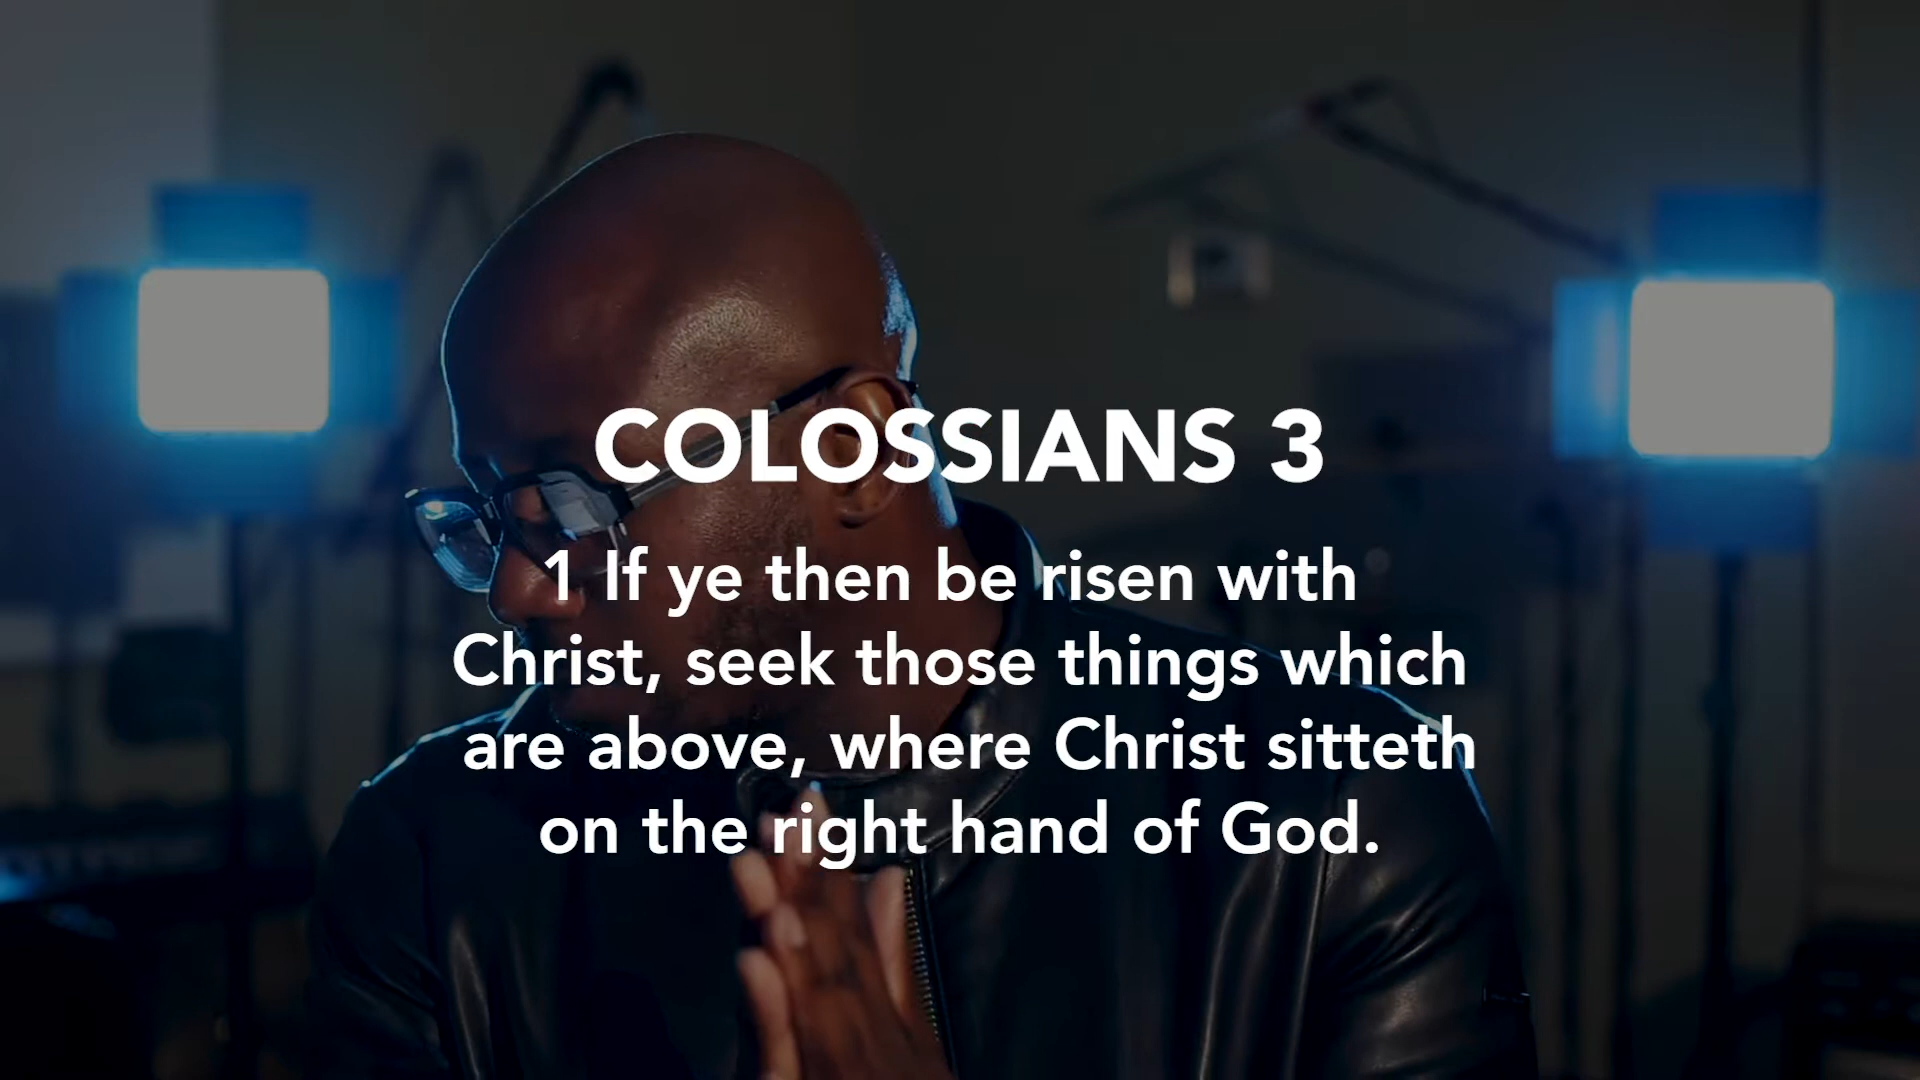 COLOSSIANS 3
1 If ye then be risen with
Christ, seek those things which
are above, where Christ sitteth
on the right hand of God.